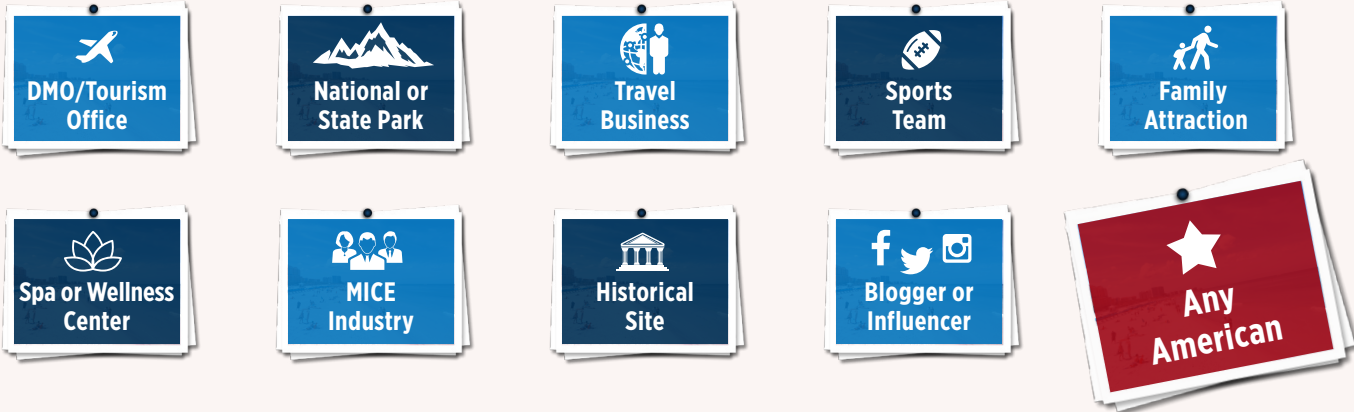 DMO/Tourism
Office
National or
State Park
Travel
Business
Sports
Team
Family
Attraction
Spa or Wellness
Center
MICE
Industry
Historical
Site
Blogger or
Influencer
Any
American